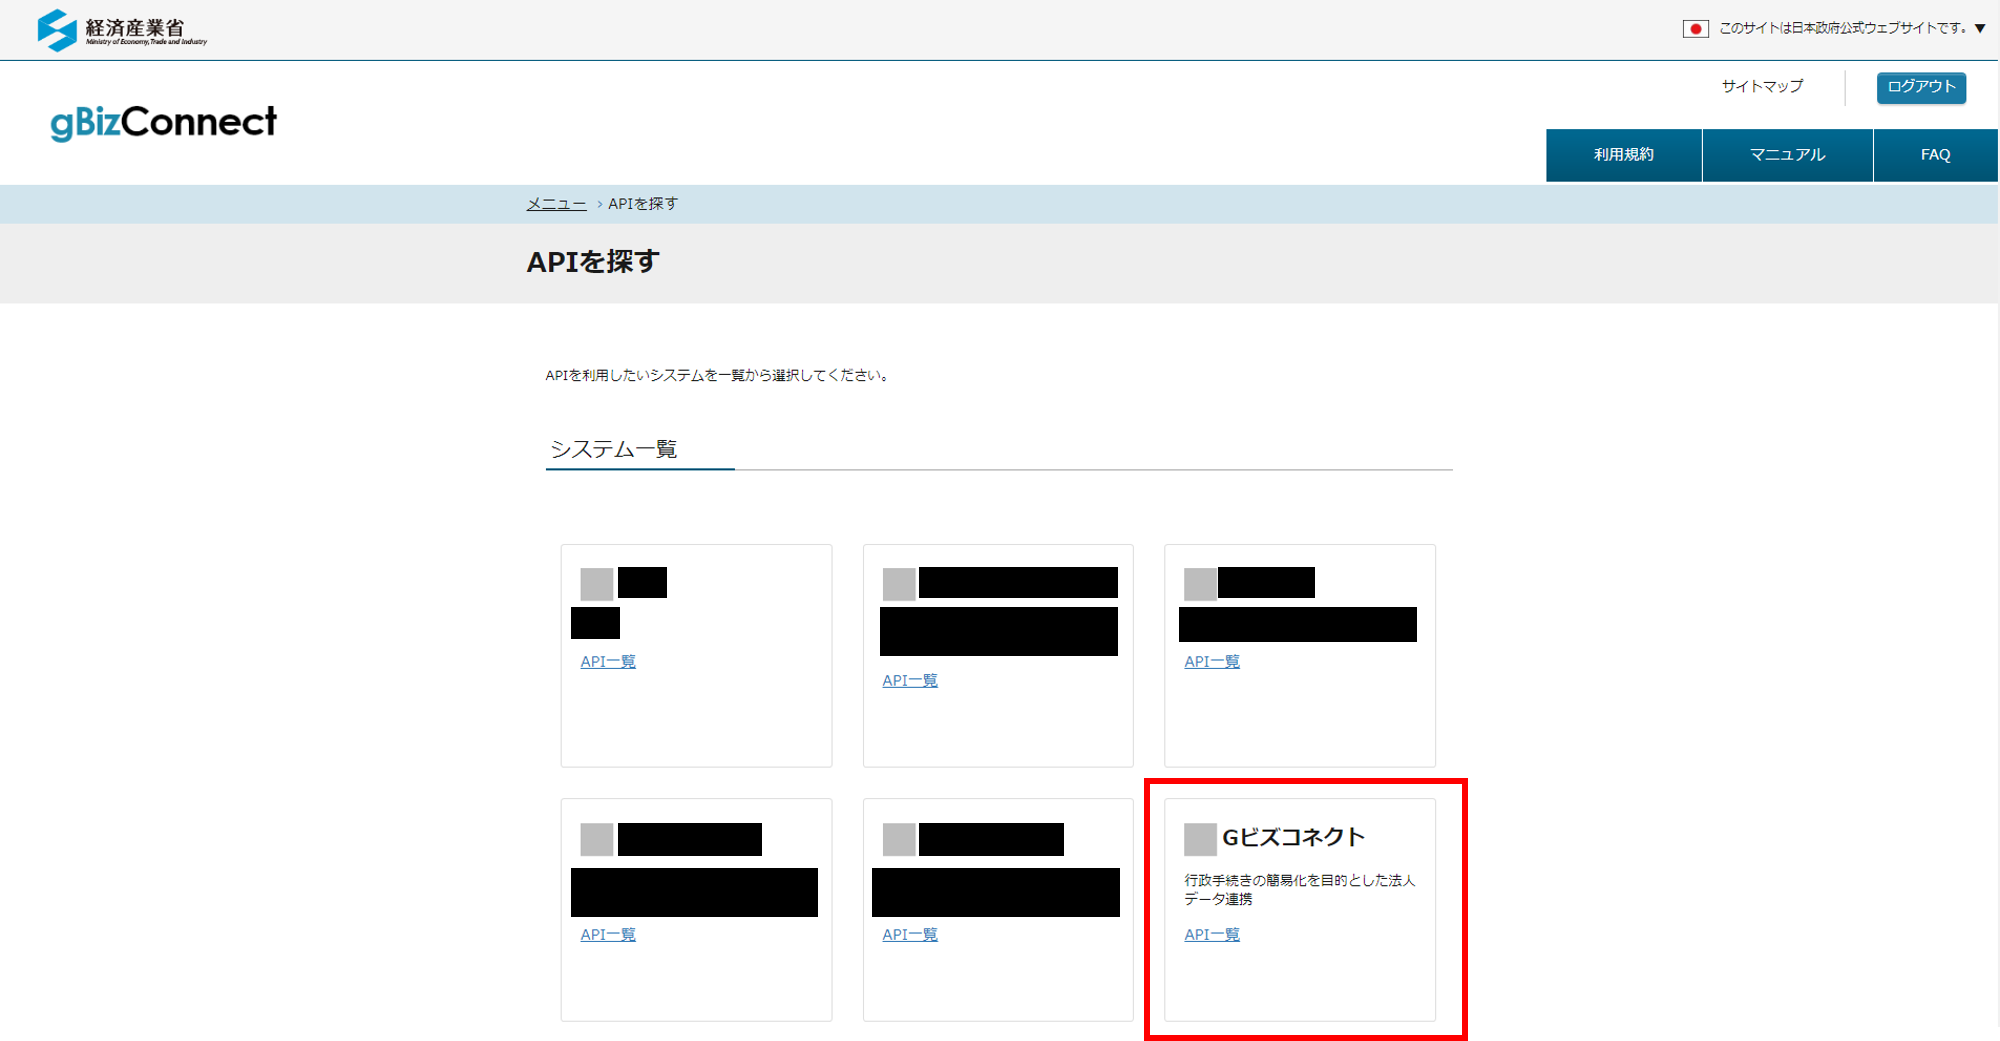 経済産業省
Ministry of Economy, Trade and Industry
このサイトは日本政府公式ウェブサイトです。▼
サイトマップ
ログアウト
gBizConnect
利用規約
マニュアル
FAQ
メニュー › APIを探す
APIを探す
APIを利用したいシステムを一覧から選択してください。
システム一覧
API一覧
API一覧
API一覧
API一覧
API一覧
Gビズコネクト
行政手続きの簡易化を目的とした法人
データ連携
API一覧